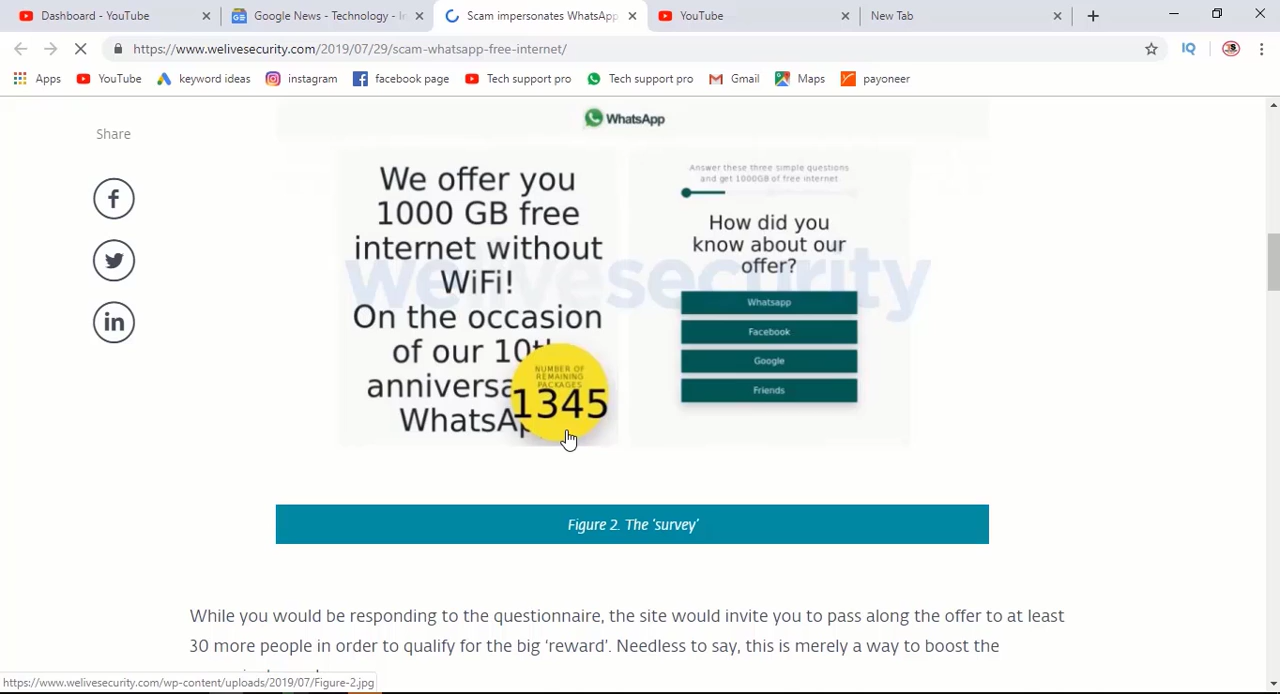 Dashboard - YouTube
Google News - Technology - In
Scam impersonates WhatsApp
YouTube
New Tab
https://www.welivesecurity.com/2019/07/29/scam-whatsapp-free-internet/
IQ
Apps
YouTube
keyword ideas
instagram
facebook page
Tech support pro
Tech support pro
Gmail
Maps
payoneer
Share
WhatsApp
We offer you
1000 GB free
internet without
WiFi!
On the occasion
of our 10th
anniversa
WhatsAp
NUMBER OF
REMAINING
PACKAGES
1345
Answer these three simple questions
and get 1000GB of free internet
How did you
know about our
offer?
Whatsapp
Facebook
Google
Friends
welivesecurity
Figure 2. The ‘survey’
While you would be responding to the questionnaire, the site would invite you to pass along the offer to at least
30 more people in order to qualify for the big ‘reward’. Needless to say, this is merely a way to boost the
https://www.welivesecurity.com/wp-content/uploads/2019/07/Figure-2.jpg